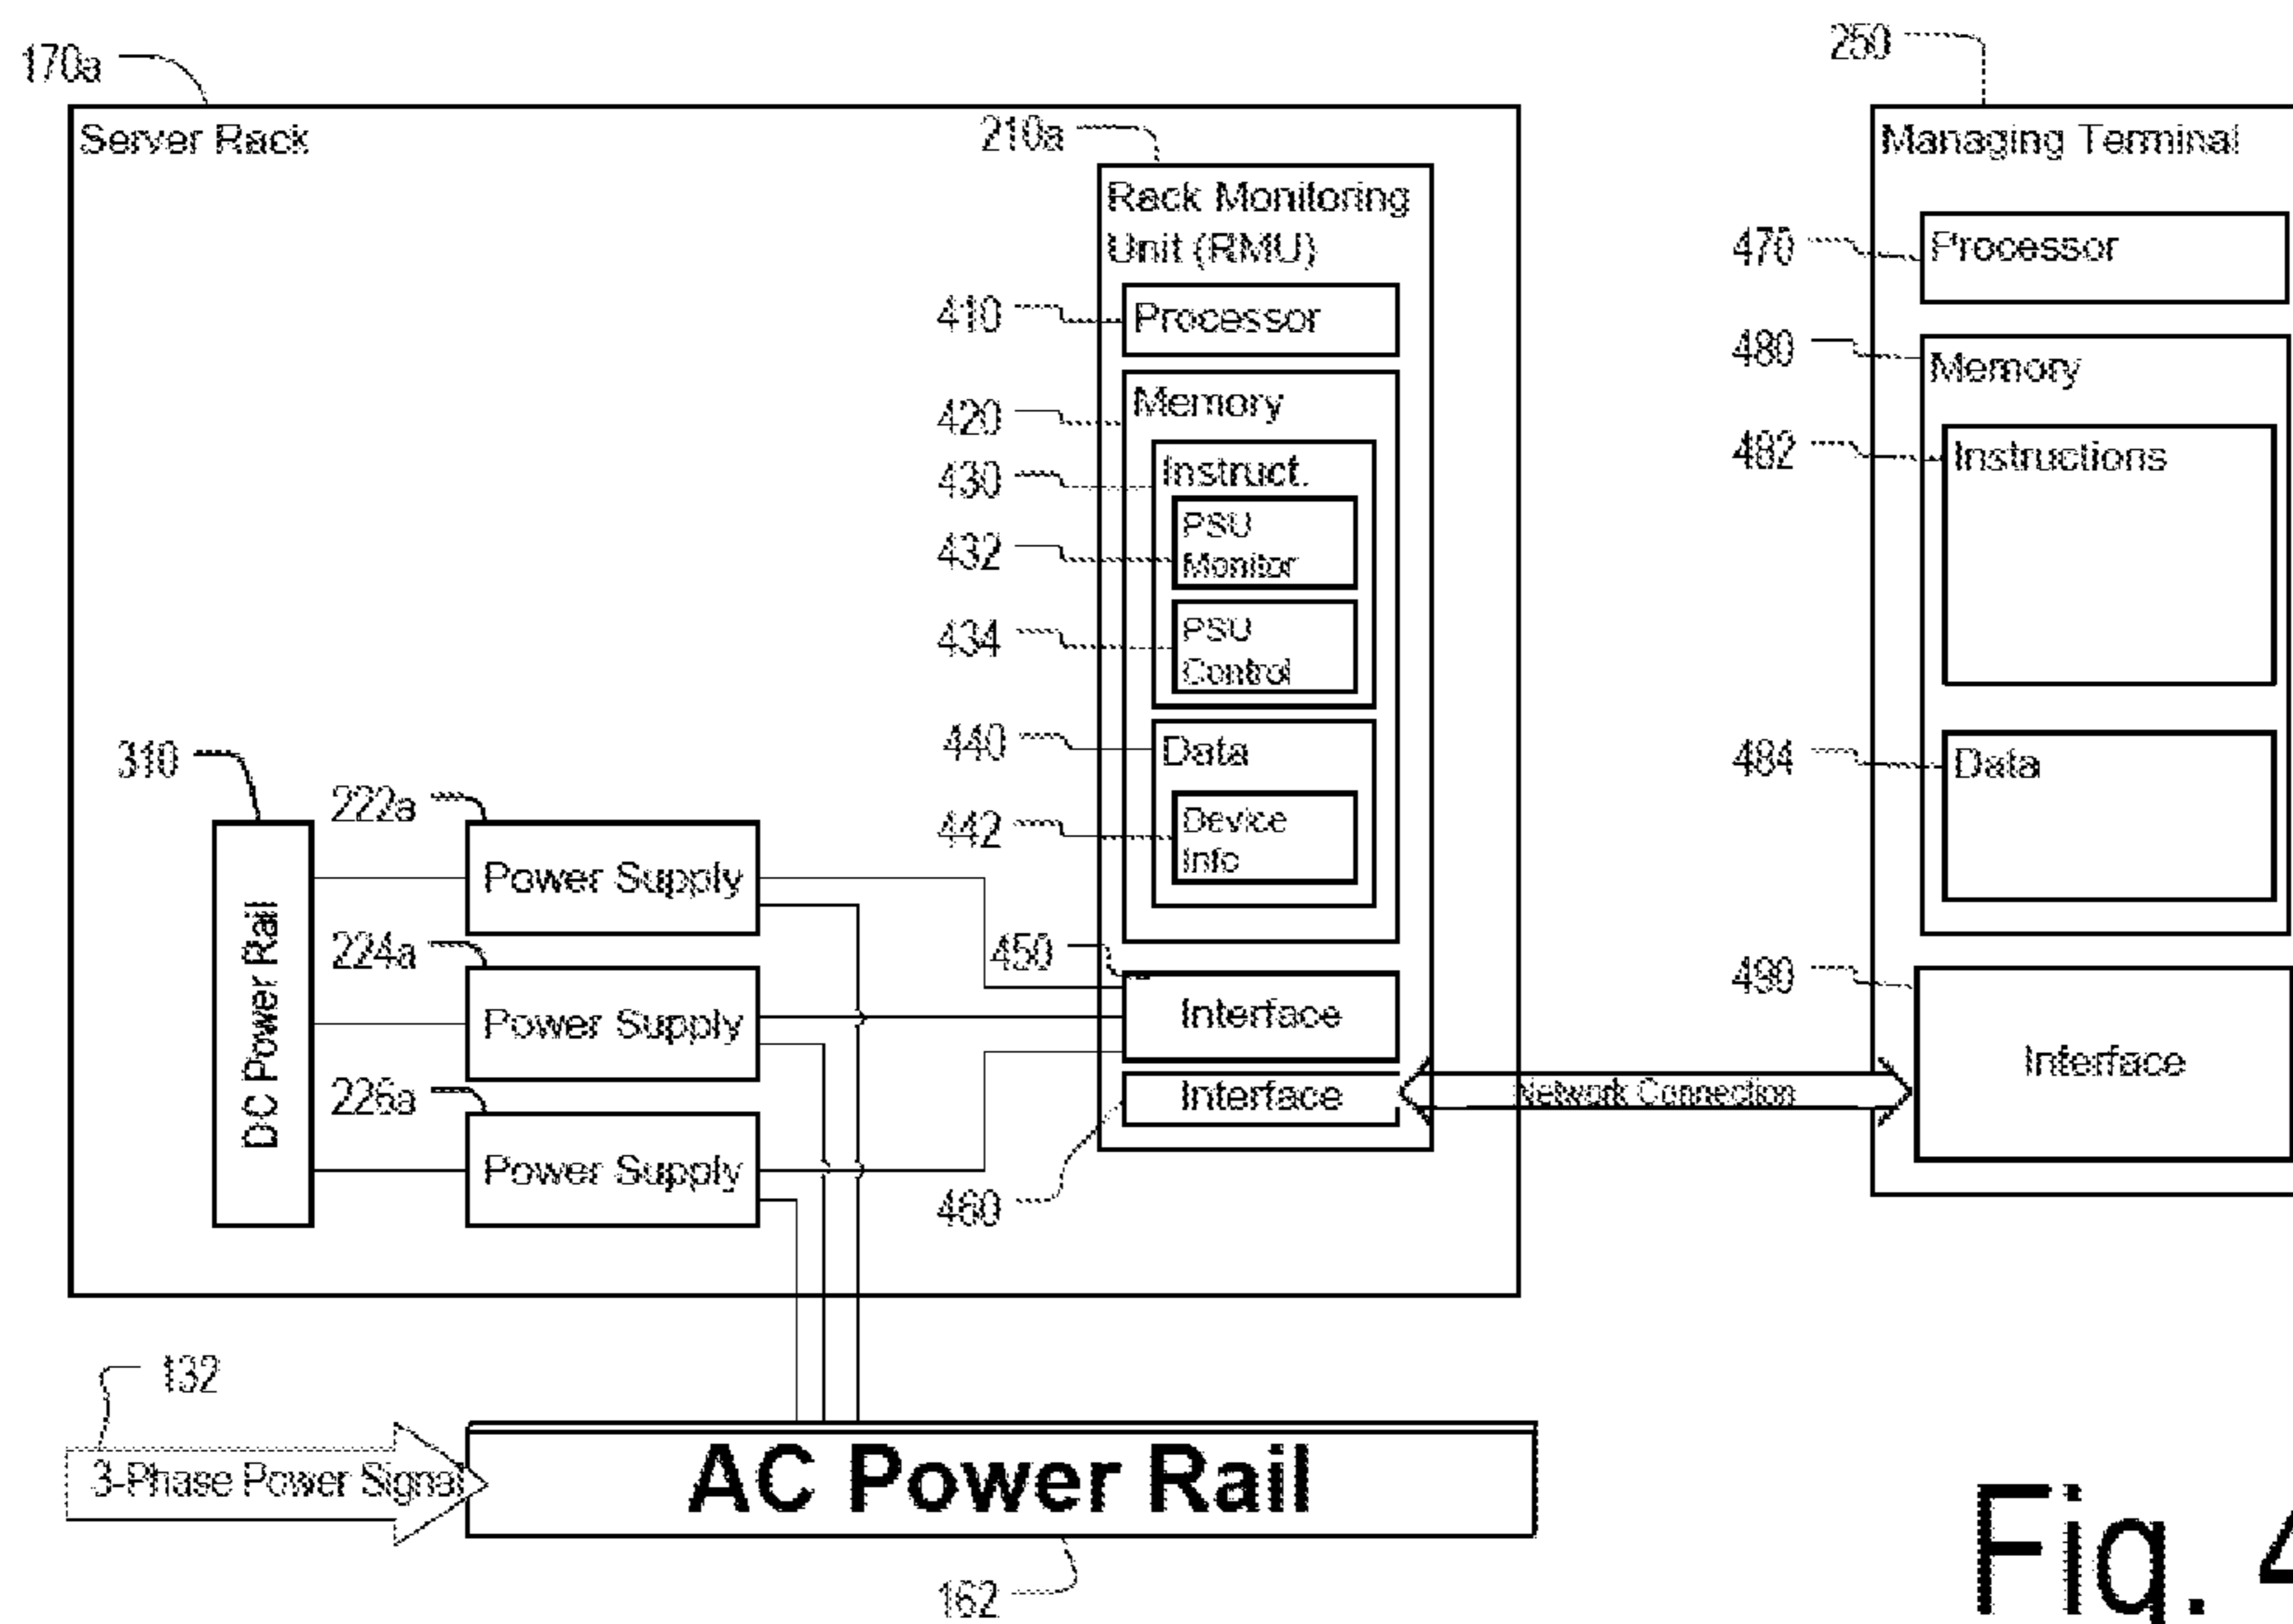 170a
Server Rack
210a
Rack Monitoring
Unit (RMU)
410
Processor
420
Memory
430
Instruct.
432
PSU
Monitor
434
PSU
Control
440
Data
442
Device
Info
450
Interface
460
Interface
310
DC Power Rail
222a
Power Supply
224a
Power Supply
226a
Power Supply
Network Connection
250
Managing Terminal
470
Processor
480
Memory
482
Instructions
484
Data
490
Interface
132
3-Phase Power Signal
AC Power Rail
162
Fig. 4